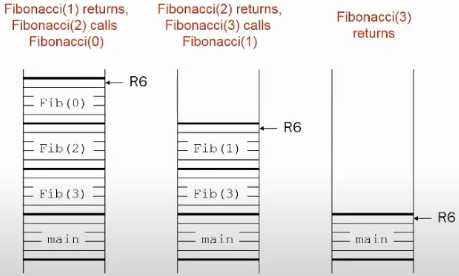 Fibonacci(1) returns,
Fibonacci(2) calls
Fibonacci(0)
R6
Fib(0)
Fib(2)
Fib(3)
main
Fibonacci(2) returns,
Fibonacci(3) calls
Fibonacci(1)
R6
Fib(1)
Fib(3)
main
Fibonacci(3)
returns
R6
main